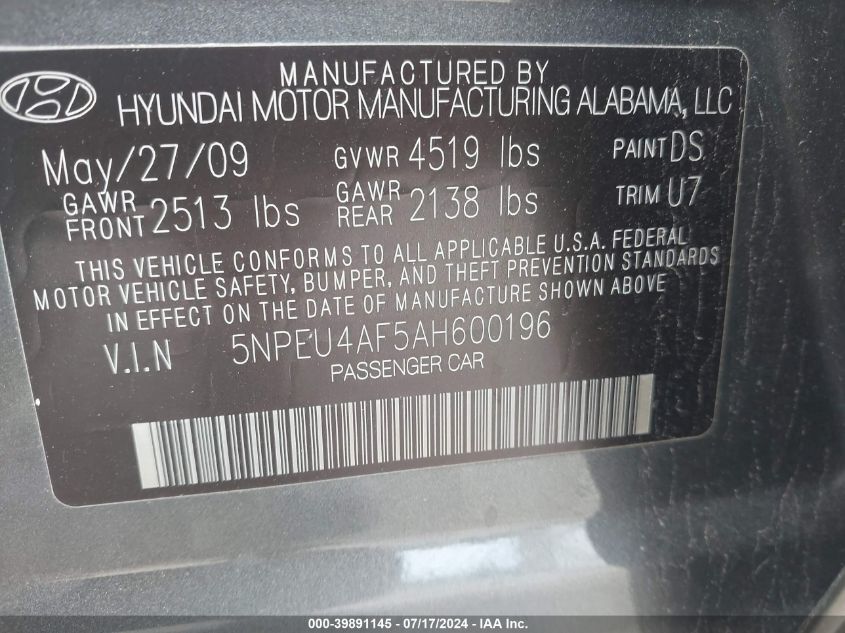 MANUFACTURED BY
HYUNDAI MOTOR MANUFACTURING ALABAMA, LLC
May/27/09 GVWR 4519 lbs PAINT DS
GAWR FRONT 2513 lbs GAWR REAR 2138 lbs TRIM U7
THIS VEHICLE CONFORMS TO ALL APPLICABLE U.S.A. FEDERAL
MOTOR VEHICLE SAFETY, BUMPER, AND THEFT PREVENTION STANDARDS
IN EFFECT ON THE DATE OF MANUFACTURE SHOWN ABOVE
V.I.N 5NPEU4AF5AH600196
PASSENGER CAR
000-39891145 - 07/17/2024 - IAA Inc.